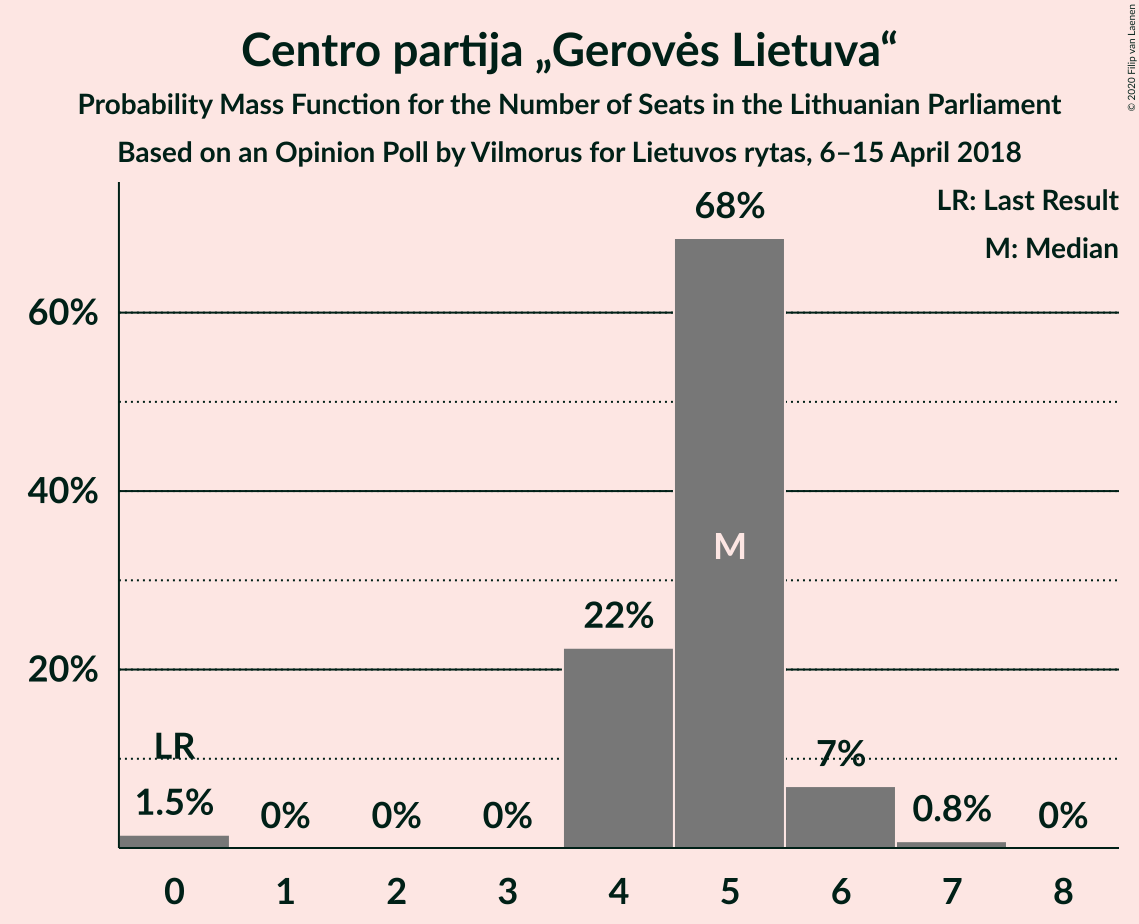 Centro partija „Gerovės Lietuva“
Probability Mass Function for the Number of Seats in the Lithuanian Parliament
Based on an Opinion Poll by Vilmorus for Lietuvos rytas, 6–15 April 2018
© 2020 Filip van Laenen
LR: Last Result
M: Median
68%
60%
40%
20%
M
22%
LR
1.5%
0%
0%
0%
7%
0.8%
0%
0 1 2 3 4 5 6 7 8